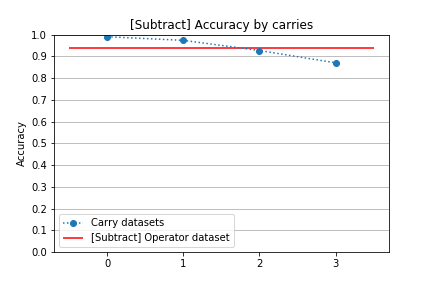 [Subtract] Accuracy by carries
1.0
0.9
0.8
0.7
0.6
0.5
0.4
0.3
0.2
0.1
0.0
Accuracy
Carry datasets
[Subtract] Operator dataset
0 1 2 3